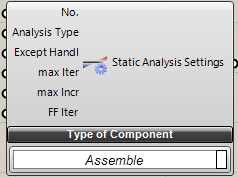 No.
Analysis Type
Except Handl
max Iter
Static Analysis Settings
max Incr
FF Iter
Type of Component
Assemble